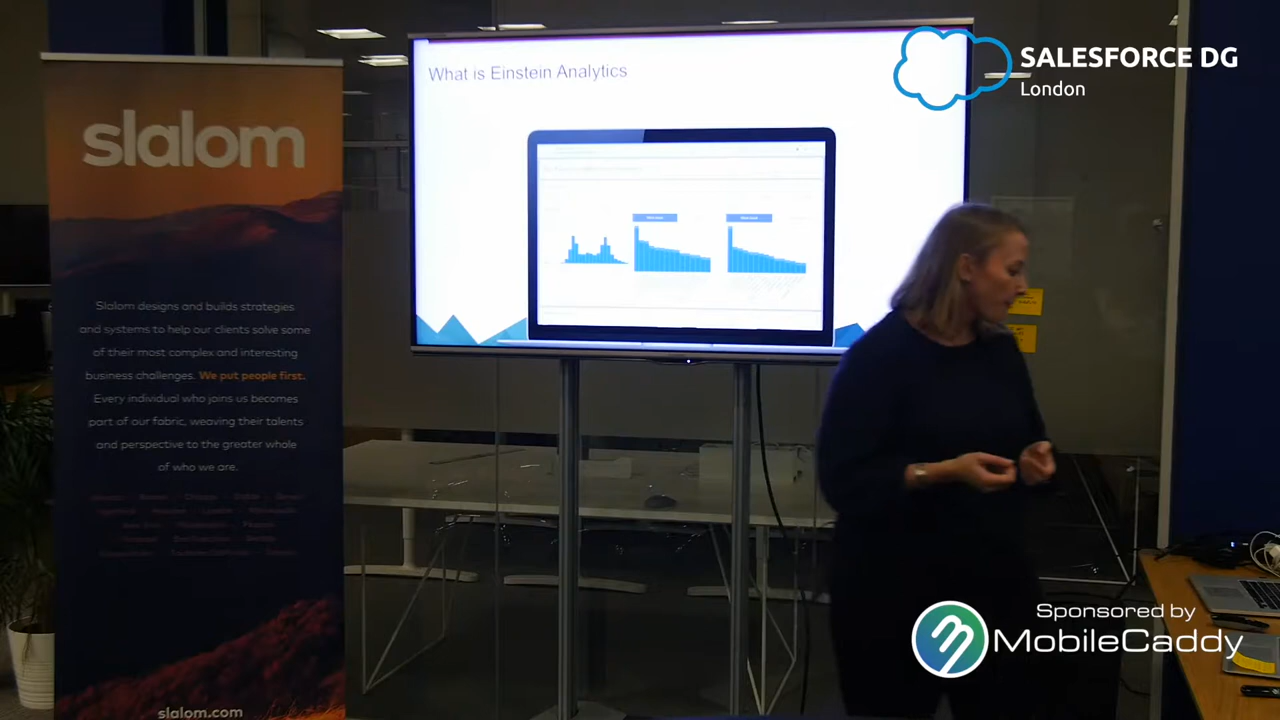 What is Einstein Analytics
SALESFORCE DG
London
slalom
Slalom designs and builds strategies
and systems to help our clients solve some
of their most complex and interesting
business challenges. We put people first.
Every individual who joins us becomes
part of our fabric, weaving their talents
and perspective to the greater whole
of who we are.
slalom.com
Sponsored by
MobileCaddy